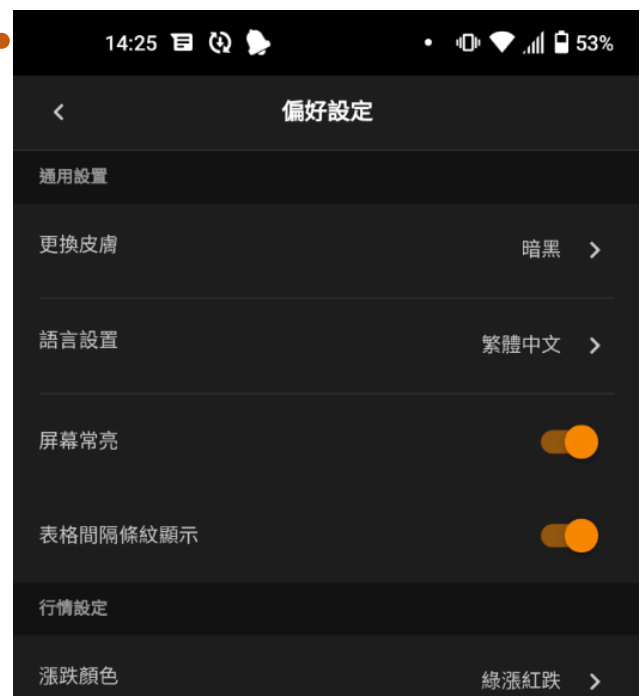 14:25 53%
偏好設定
通用設置
更換皮膚 暗黑
語言設置 繁體中文
屏幕常亮
表格間隔條紋顯示
行情設定
漲跌顏色 綠漲紅跌